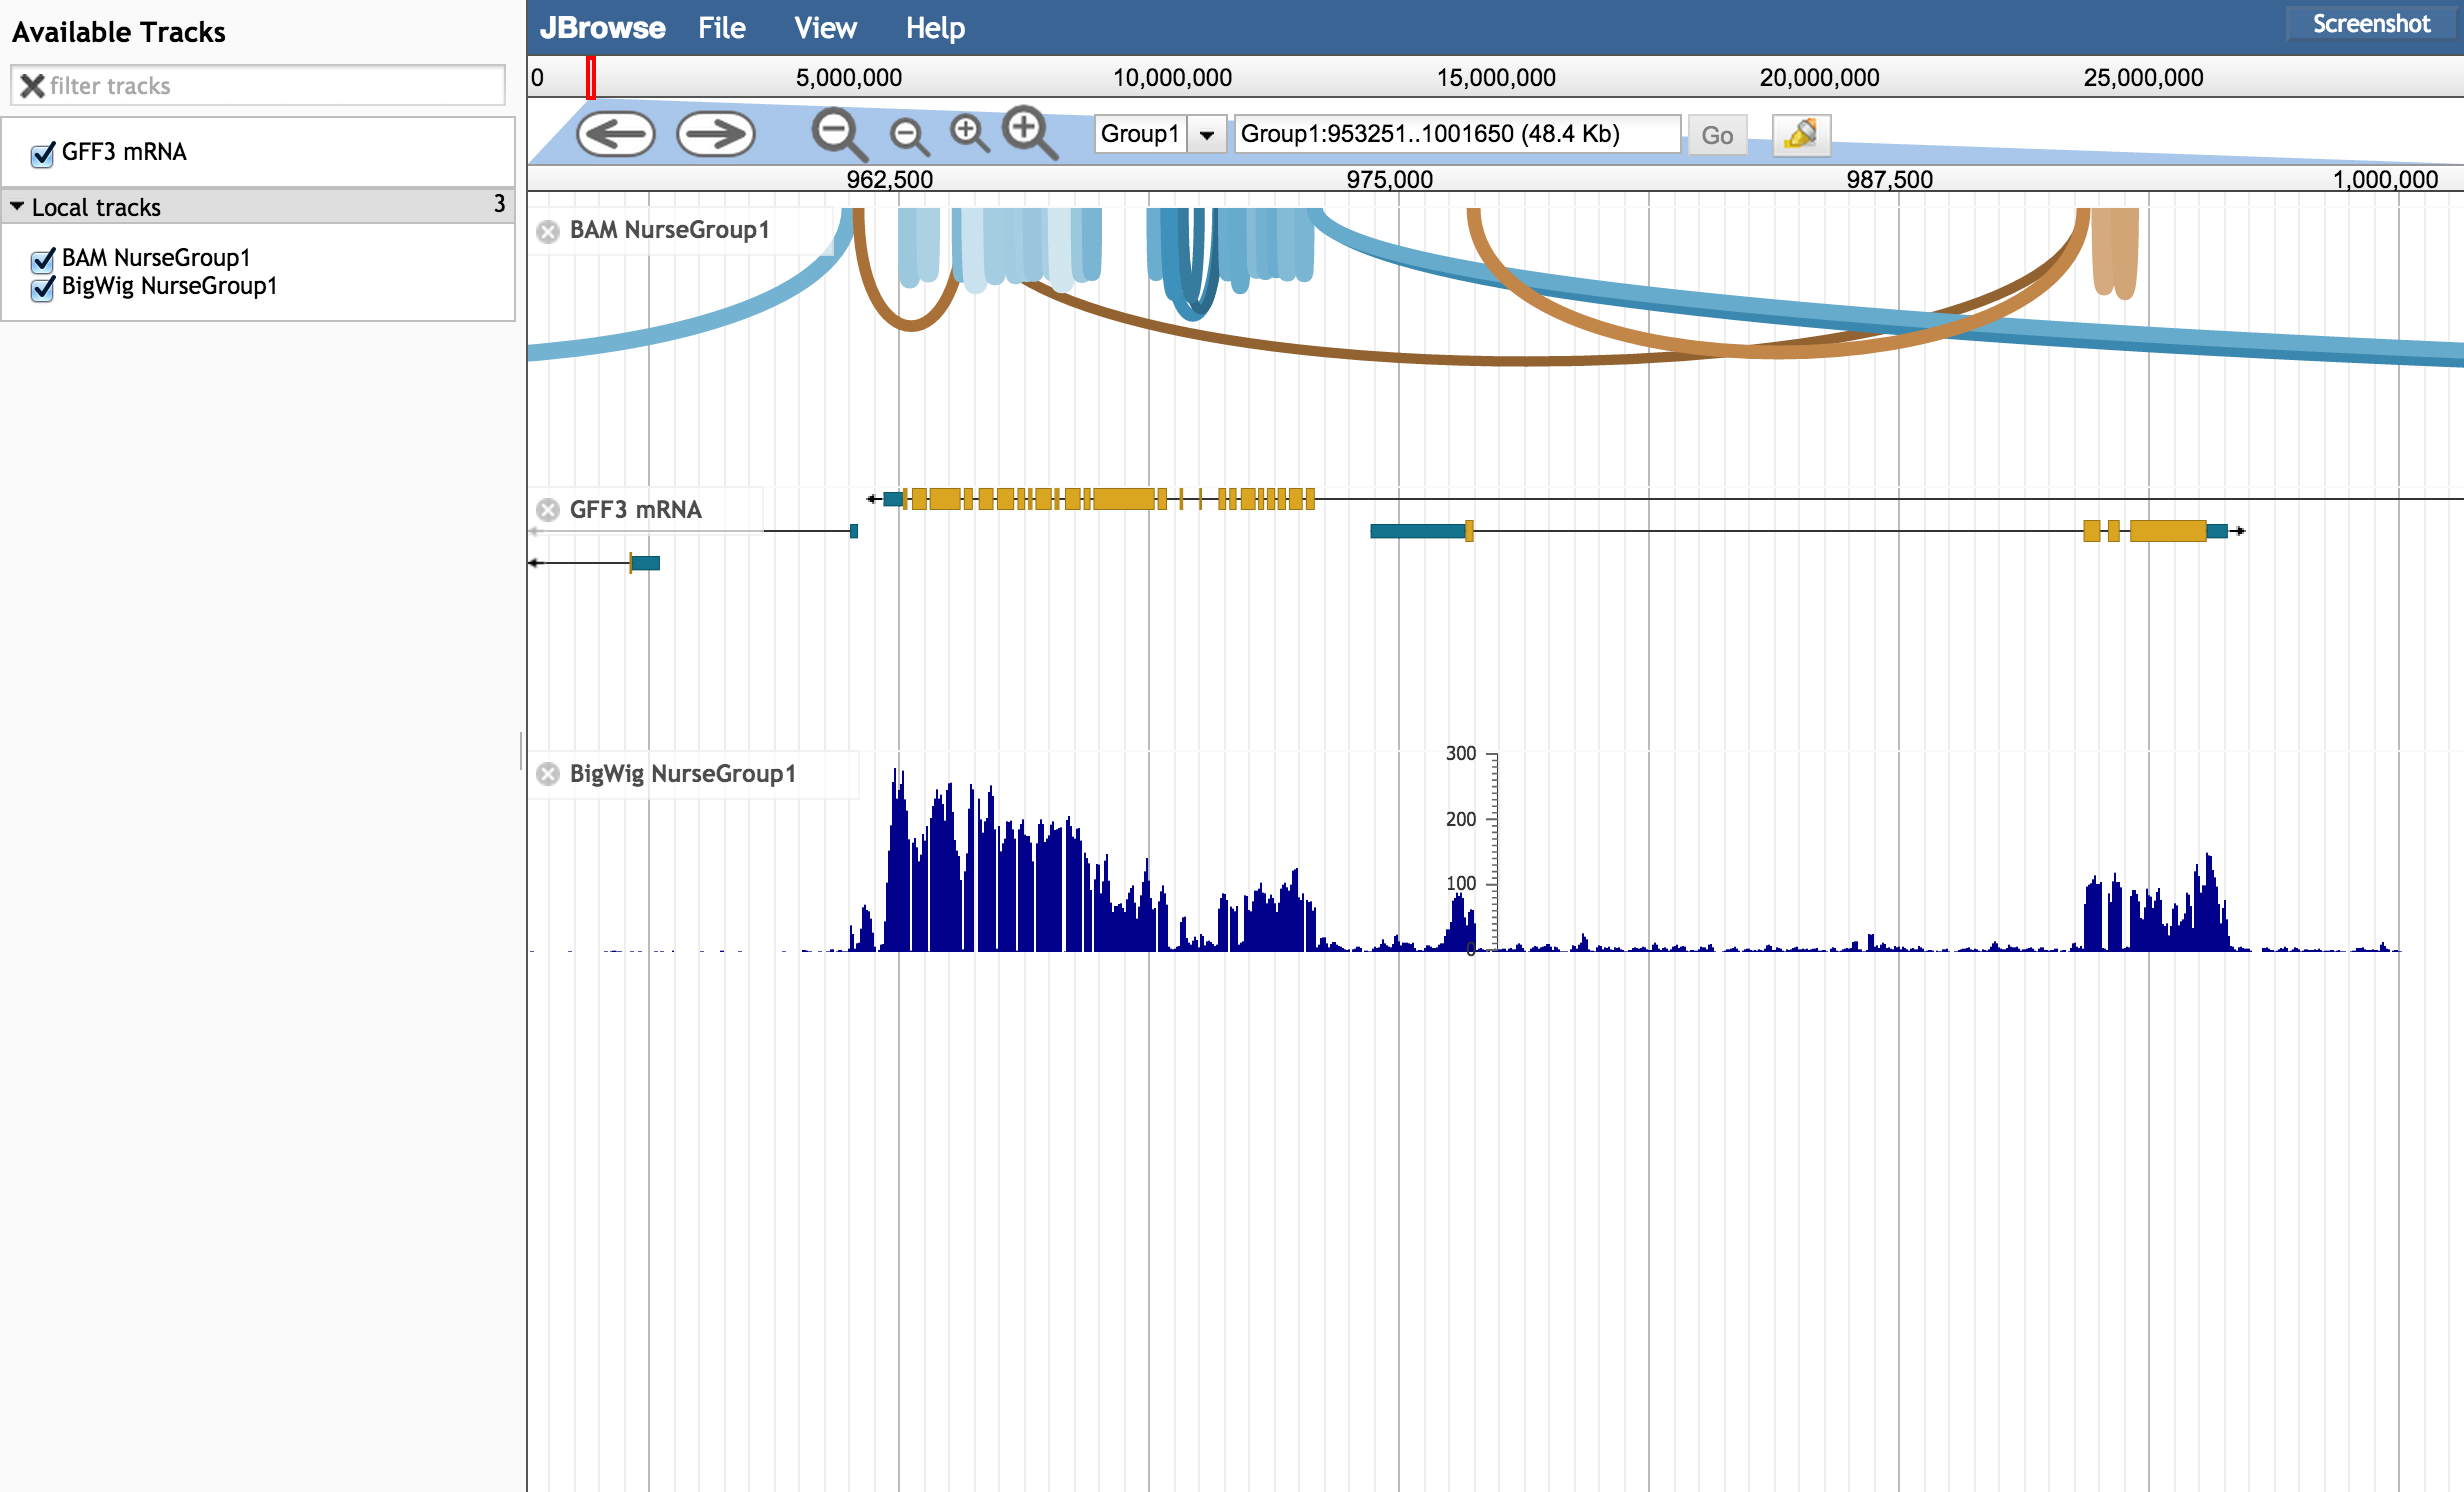 Available Tracks
filter tracks
GFF3 mRNA
Local tracks 3
BAM NurseGroup1
BigWig NurseGroup1
JBrowse File View Help Screenshot
0 5,000,000 10,000,000 15,000,000 20,000,000 25,000,000
Group1 Group1:953251..1001650 (48.4 Kb) Go
962,500 975,000 987,500 1,000,000
BAM NurseGroup1
GFF3 mRNA
BigWig NurseGroup1
300
200
100
0